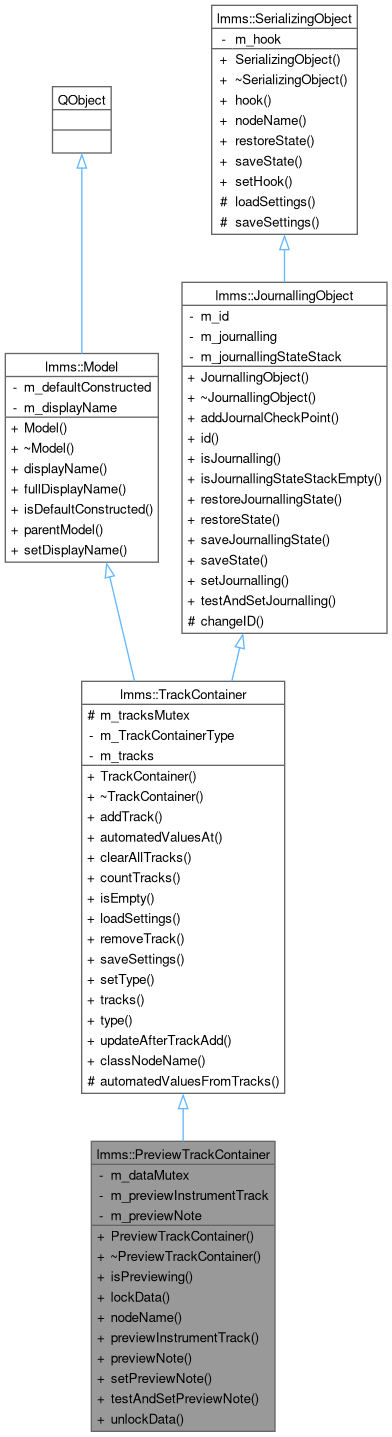 lmms::SerializingObject
- m_hook
+ SerializingObject()
+ ~SerializingObject()
+ hook()
+ nodeName()
+ restoreState()
+ saveState()
+ setHook()
# loadSettings()
# saveSettings()
QObject
lmms::JournallingObject
- m_id
- m_journalling
- m_journallingStateStack
+ JournallingObject()
+ ~JournallingObject()
+ addJournalCheckPoint()
+ id()
+ isJournalling()
+ isJournallingStateStackEmpty()
+ restoreJournallingState()
+ restoreState()
+ saveJournallingState()
+ saveState()
+ setJournalling()
+ testAndSetJournalling()
# changeID()
lmms::Model
- m_defaultConstructed
- m_displayName
+ Model()
+ ~Model()
+ displayName()
+ fullDisplayName()
+ isDefaultConstructed()
+ parentModel()
+ setDisplayName()
lmms::TrackContainer
# m_tracksMutex
- m_TrackContainerType
- m_tracks
+ TrackContainer()
+ ~TrackContainer()
+ addTrack()
+ automatedValuesAt()
+ clearAllTracks()
+ countTracks()
+ isEmpty()
+ loadSettings()
+ removeTrack()
+ saveSettings()
+ setType()
+ tracks()
+ type()
+ updateAfterTrackAdd()
+ classNodeName()
# automatedValuesFromTracks()
lmms::PreviewTrackContainer
- m_dataMutex
- m_previewInstrumentTrack
- m_previewNote
+ PreviewTrackContainer()
+ ~PreviewTrackContainer()
+ isPreviewing()
+ lockData()
+ nodeName()
+ previewInstrumentTrack()
+ previewNote()
+ setPreviewNote()
+ testAndSetPreviewNote()
+ unlockData()